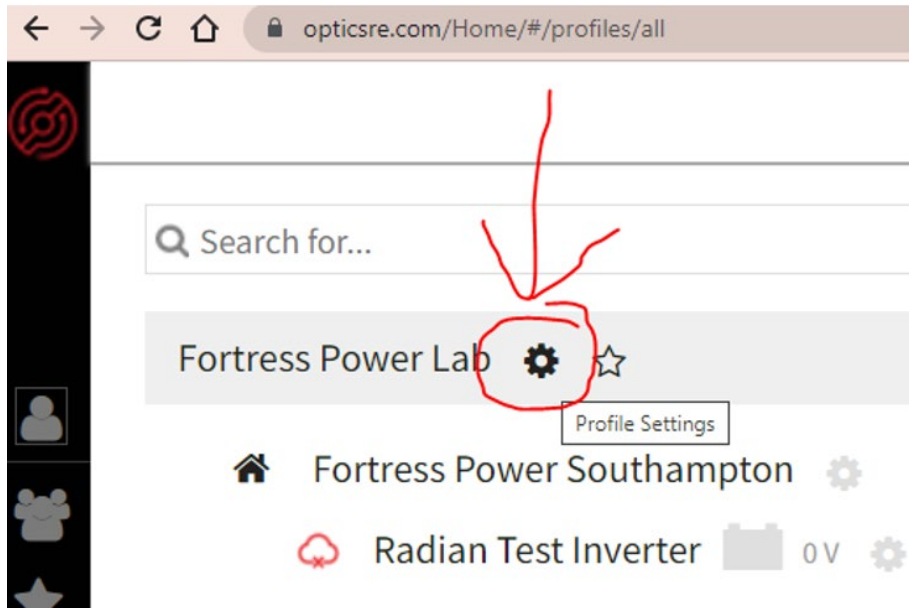 opticsre.com/Home/#/profiles/all
Search for...
Fortress Power Lab
Profile Settings
Fortress Power Southampton
Radian Test Inverter 0 V